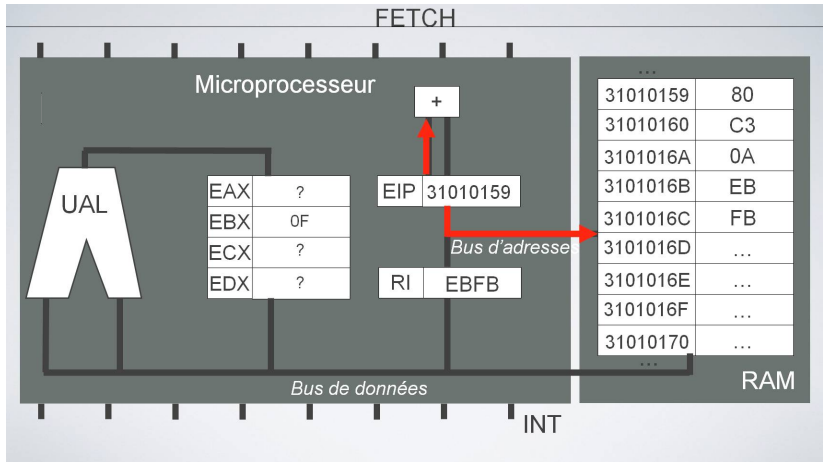 FETCH
Microprocesseur
+
UAL
EAX ?
EBX 0F
ECX ?
EDX ?
EIP 31010159
Bus d'adresses
RI EBFB
Bus de données
INT
...
31010159 80
31010160 C3
3101016A 0A
3101016B EB
3101016C FB
3101016D ...
3101016E ...
3101016F ...
31010170 ...
...
RAM